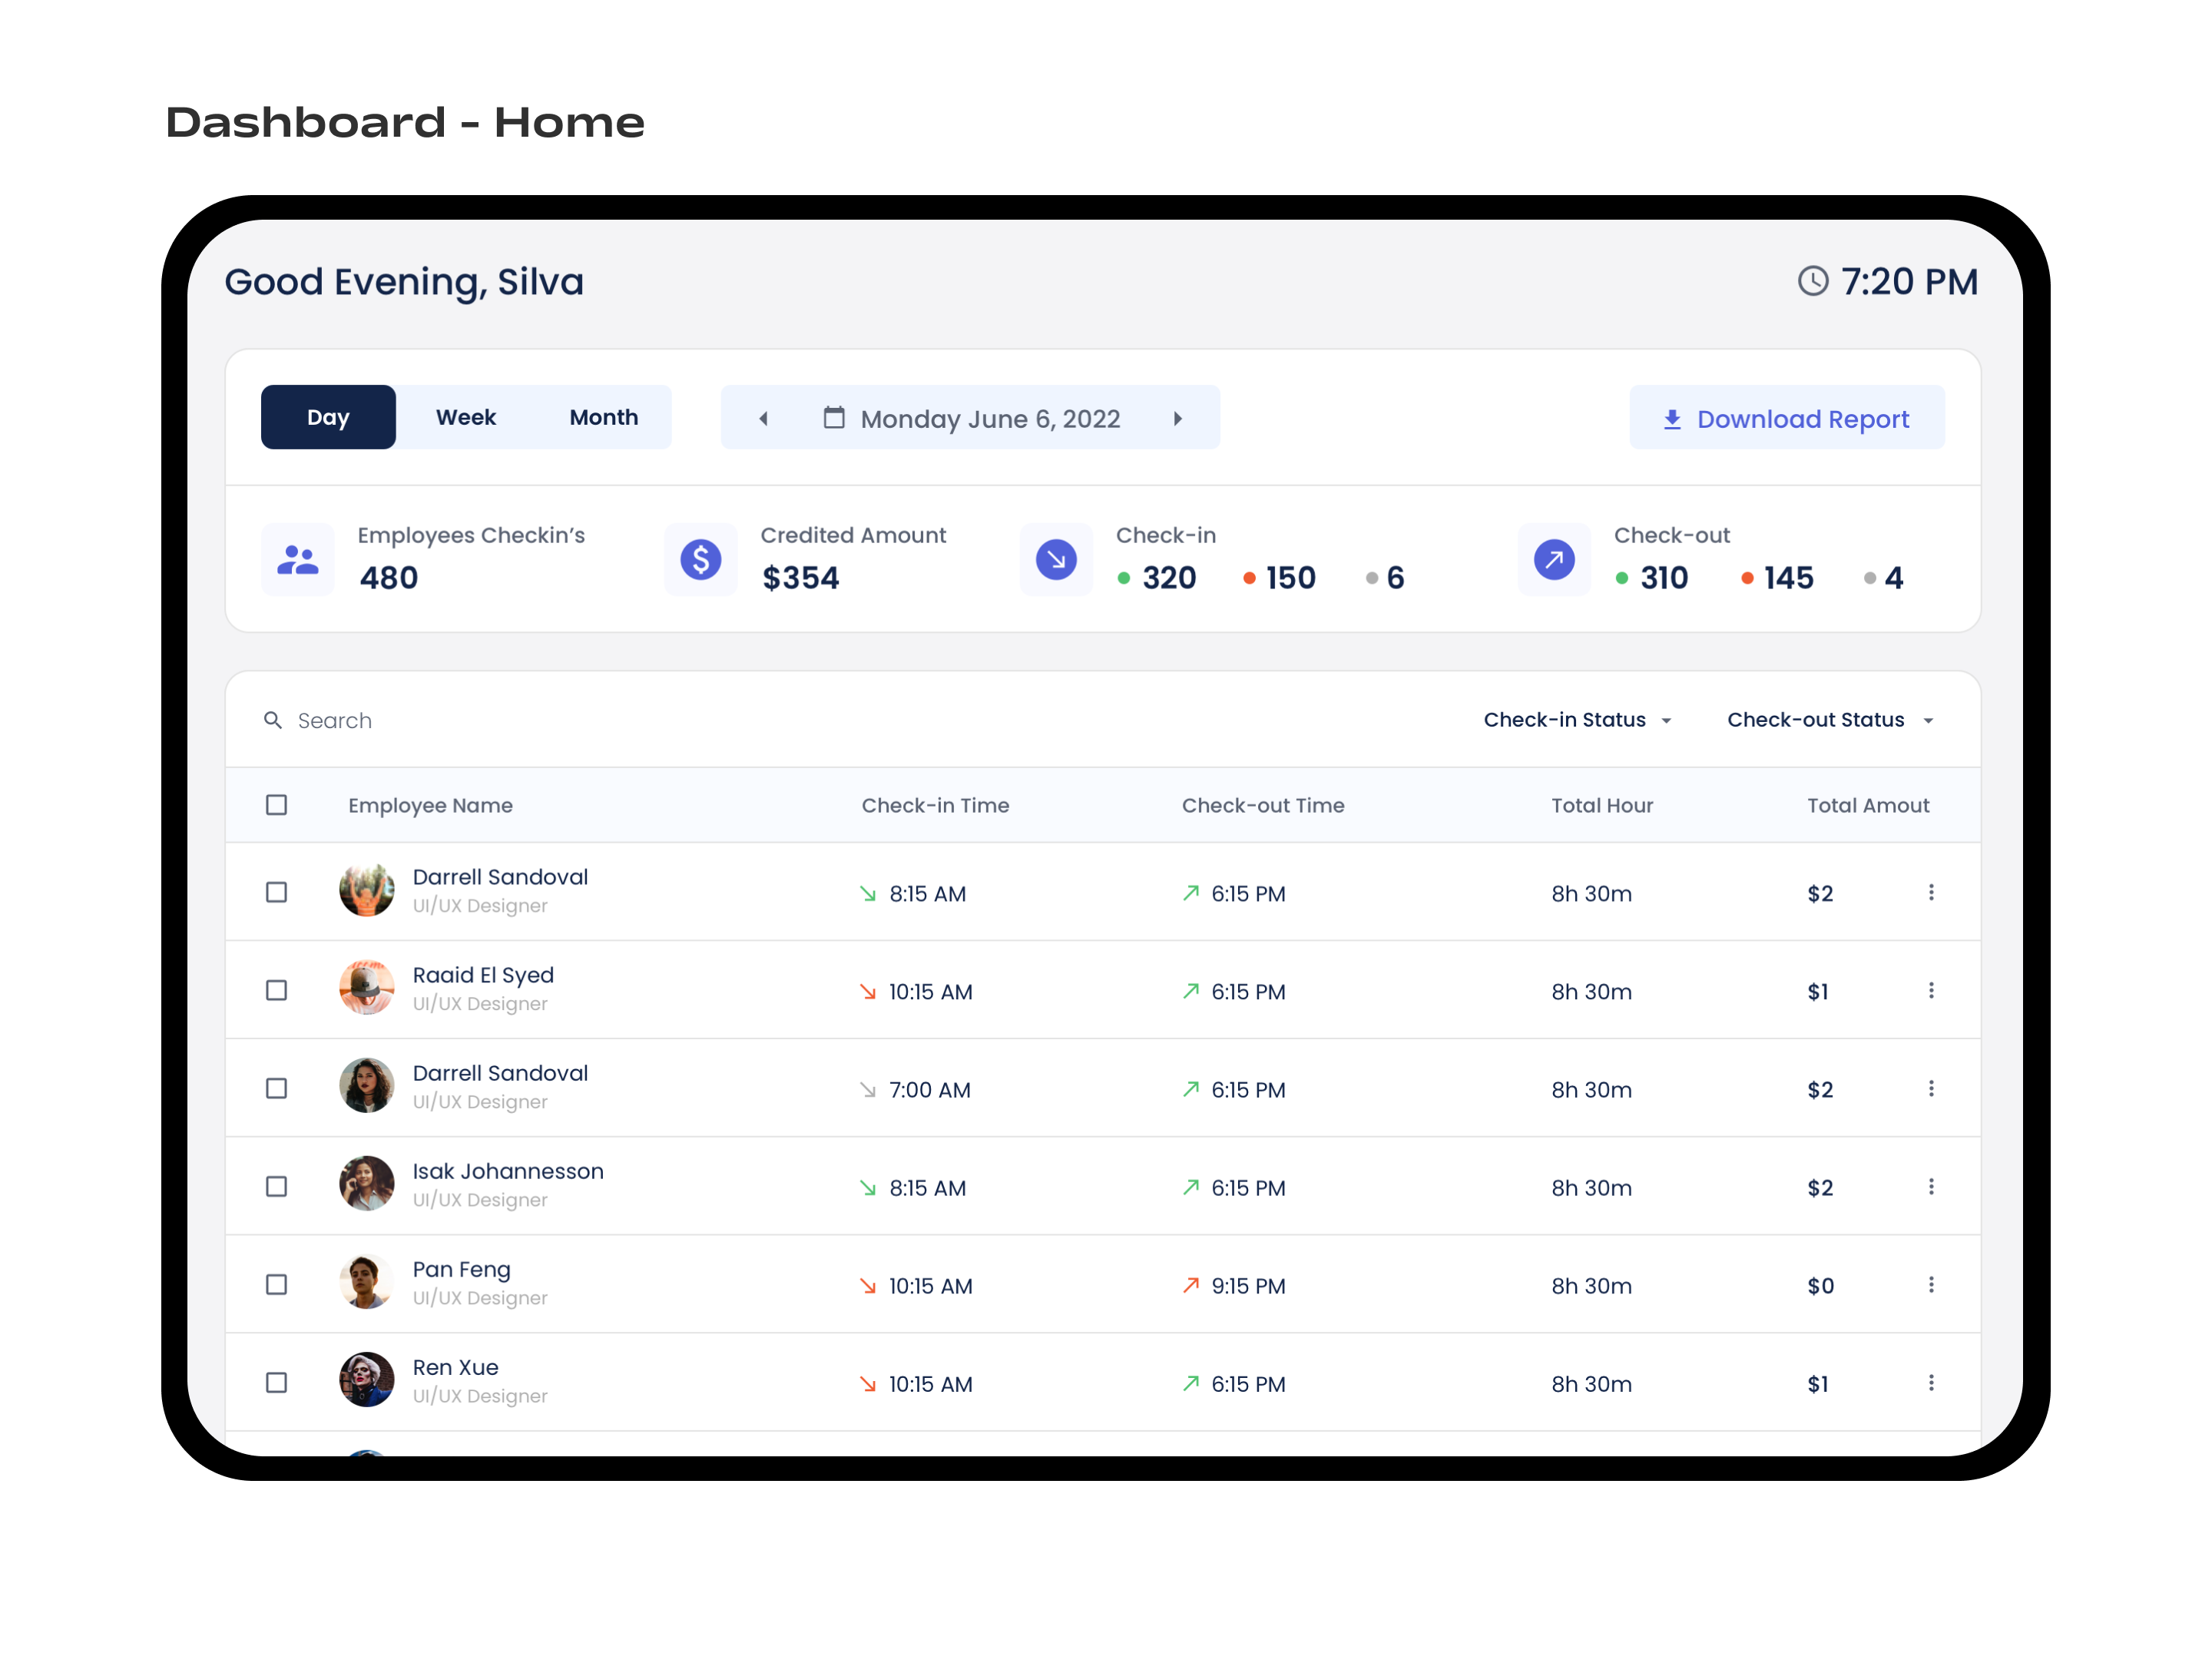 Dashboard - Home
Good Evening, Silva
7:20 PM
Day Week Month
Monday June 6, 2022
Download Report
Employees Checkin’s
480
Credited Amount
$354
Check-in
320 150 6
Check-out
310 145 4
Search
Check-in Status
Check-out Status
Employee Name Check-in Time Check-out Time Total Hour Total Amout
Darrell Sandoval
UI/UX Designer
8:15 AM 6:15 PM 8h 30m $2
Raaid El Syed
UI/UX Designer
10:15 AM 6:15 PM 8h 30m $1
Darrell Sandoval
UI/UX Designer
7:00 AM 6:15 PM 8h 30m $2
Isak Johannesson
UI/UX Designer
8:15 AM 6:15 PM 8h 30m $2
Pan Feng
UI/UX Designer
10:15 AM 9:15 PM 8h 30m $0
Ren Xue
UI/UX Designer
10:15 AM 6:15 PM 8h 30m $1